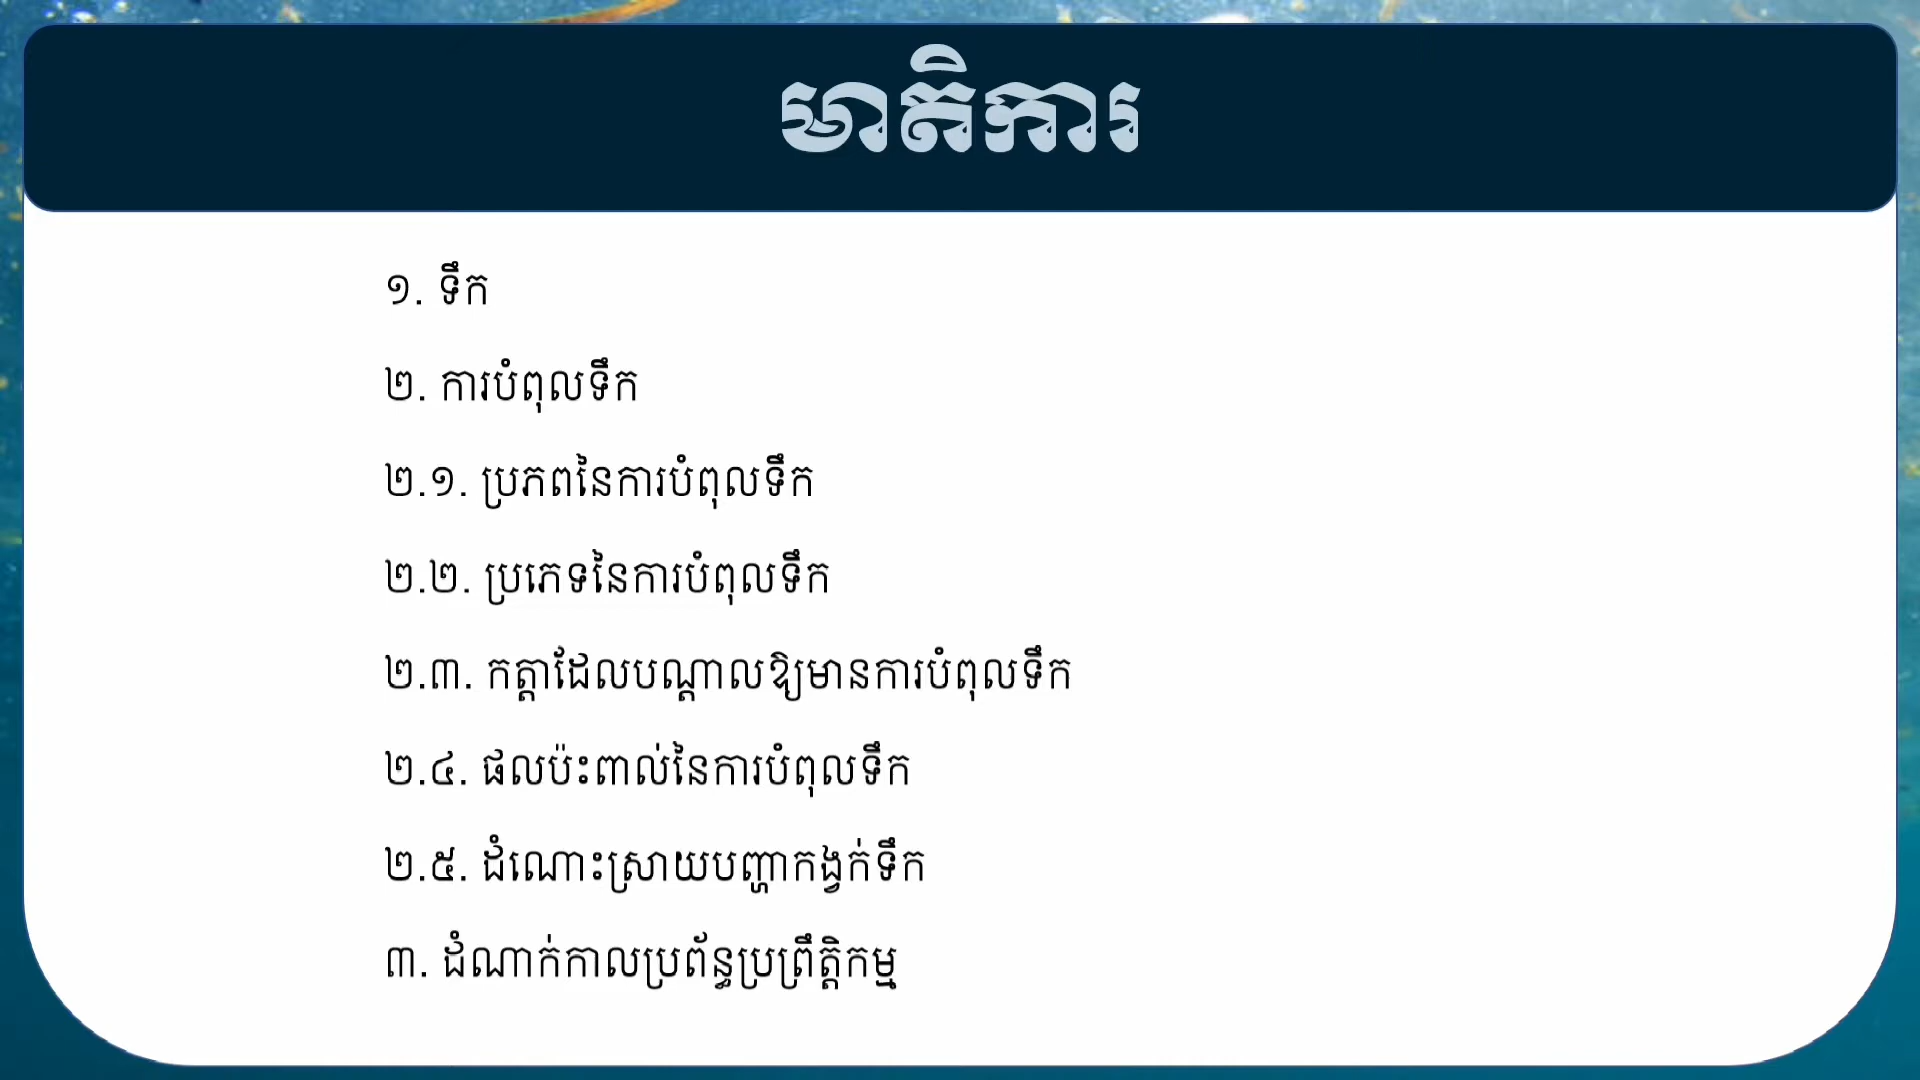 មាតិការ
១. ទឹក
២. ការបំពុលទឹក
២.១. ប្រភពនៃការបំពុលទឹក
២.២. ប្រភេទនៃការបំពុលទឹក
២.៣. កត្តាដែលបណ្តាលឱ្យមានការបំពុលទឹក
២.៤. ផលប៉ះពាល់នៃការបំពុលទឹក
២.៥. ដំណោះស្រាយបញ្ហាកង្វក់ទឹក
៣. ដំណាក់កាលប្រព័ន្ធប្រព្រឹត្តិកម្ម